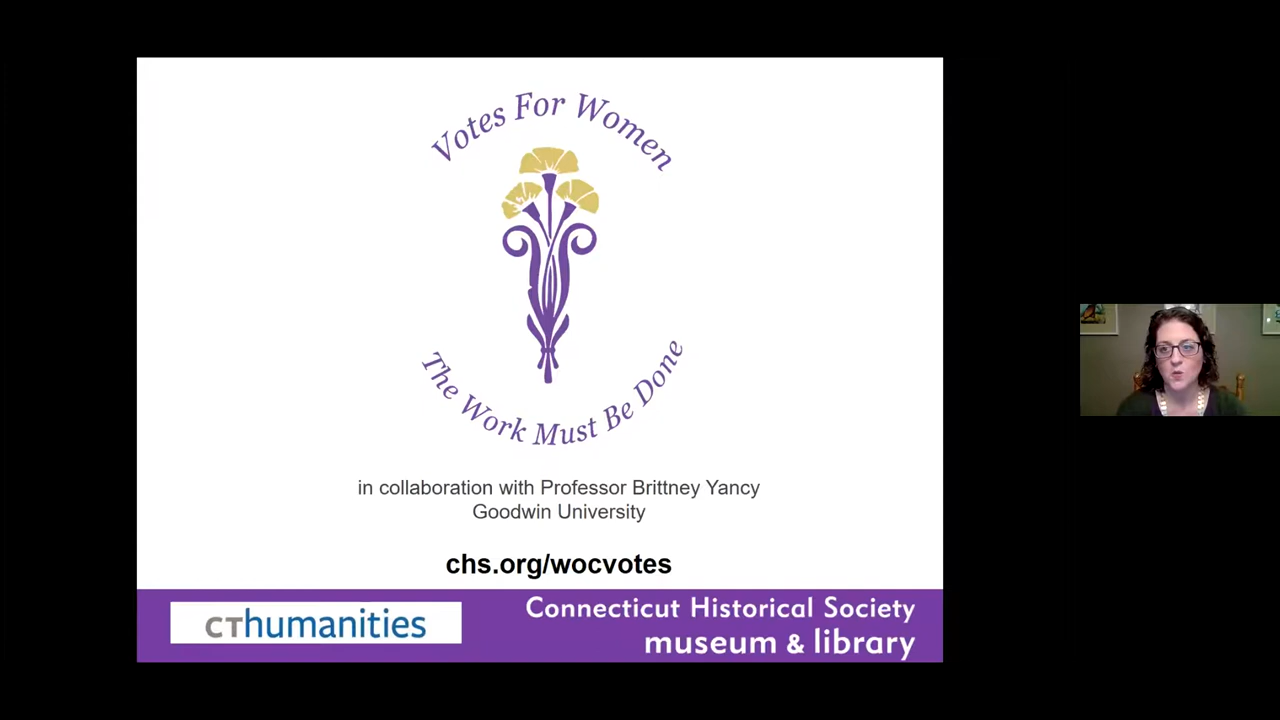 Votes For Women
The Work Must Be Done
in collaboration with Professor Brittney Yancy
Goodwin University
chs.org/wocvotes
CThumanities
Connecticut Historical Society
museum & library